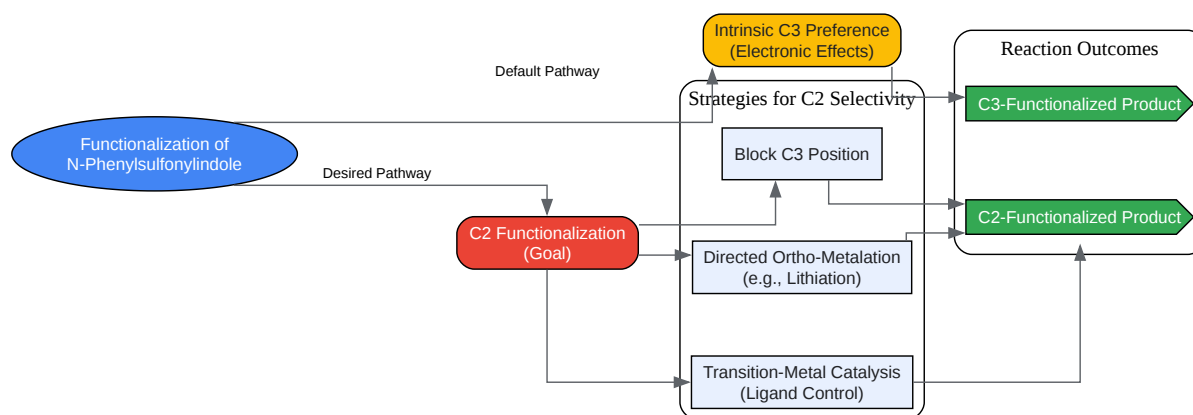 Intrinsic C3 Preference
(Electronic Effects)
Reaction Outcomes
Default Pathway
Strategies for C2 Selectivity
C3-Functionalized Product
Functionalization of
N-Phenylsulfonylindole
Block C3 Position
Desired Pathway
C2-Functionalized Product
C2 Functionalization
(Goal)
Directed Ortho-Metalation
(e.g., Lithiation)
Transition-Metal Catalysis
(Ligand Control)